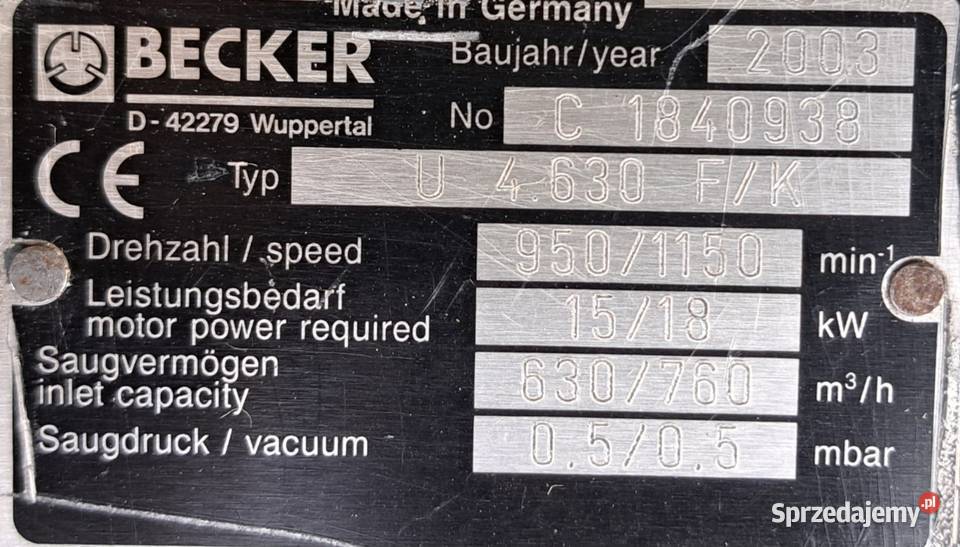 Made in Germany
BECKER
Baujahr/year 2003
D-42279 Wuppertal
No C 1840938
CE Typ U 4.630 F/K
Drehzahl / speed 950/1150 min-1
Leistungsbedarf
motor power required 15/18 kW
Saugvermögen
inlet capacity 630/760 m³/h
Saugdruck / vacuum 0.5/0.5 mbar
Sprzedajemy.pl